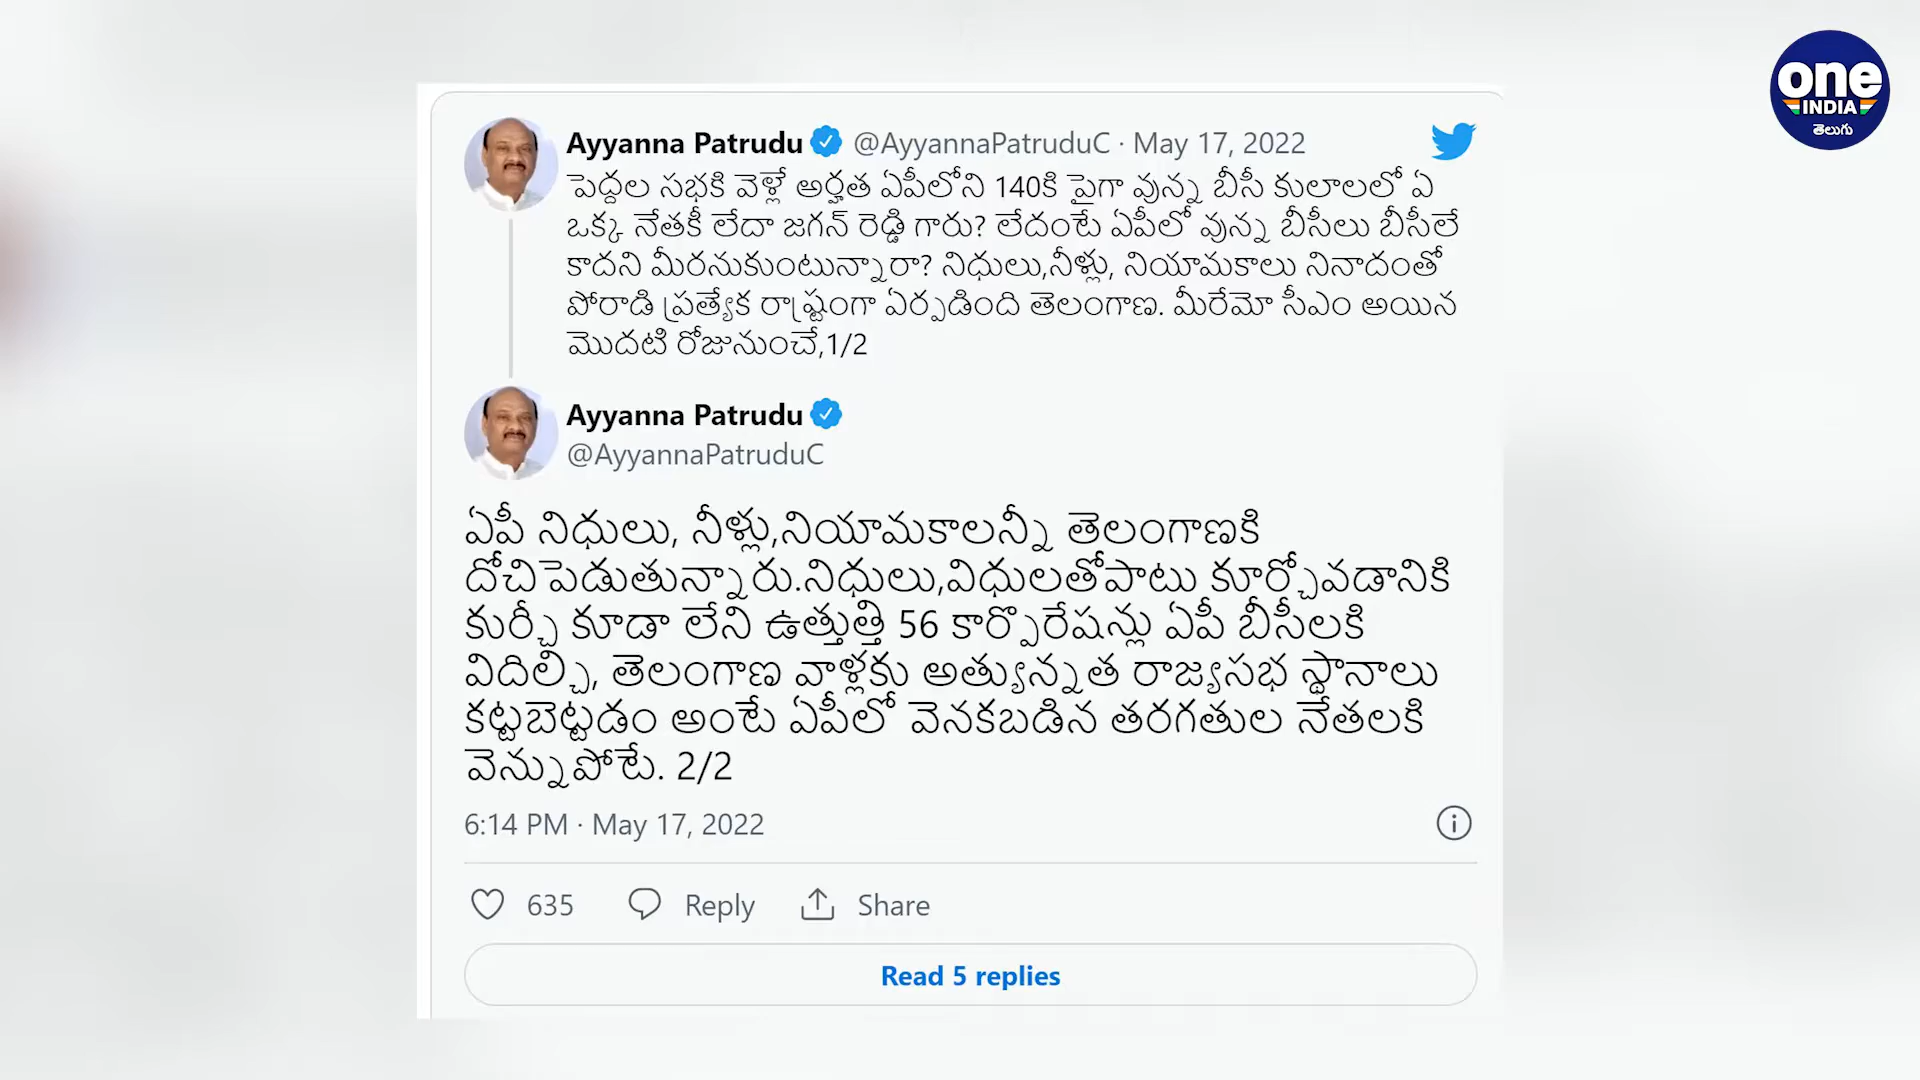 one
INDIA
తెలుగు
Ayyanna Patrudu @AyyannaPatruduC · May 17, 2022
పెద్దల సభకి వెళ్లే అర్హత ఏపీలోని 140కి పైగా వున్న బీసీ కులాలలో ఏ
ఒక్క నేతకీ లేదా జగన్ రెడ్డి గారు? లేదంటే ఏపీలో వున్న బీసీలు బీసీలే
కాదని మీరనుకుంటున్నారా? నిధులు,నీళ్లు, నియామకాలు నినాదంతో
పోరాడి ప్రత్యేక రాష్ట్రంగా ఏర్పడింది తెలంగాణ. మీరేమో సీఎం అయిన
మొదటి రోజునుంచే,1/2
Ayyanna Patrudu
@AyyannaPatruduC
ఏపీ నిధులు, నీళ్లు,నియామకాలన్నీ తెలంగాణకి
దోచిపెడుతున్నారు.నిధులు,విధులతోపాటు కూర్చోవడానికి
కుర్చీ కూడా లేని ఉత్తుత్తి 56 కార్పొరేషన్లు ఏపీ బీసీలకి
విదిల్చి, తెలంగాణ వాళ్లకు అత్యున్నత రాజ్యసభ స్థానాలు
కట్టబెట్టడం అంటే ఏపీలో వెనకబడిన తరగతుల నేతలకి
వెన్నుపోటే. 2/2
6:14 PM · May 17, 2022
635 Reply Share
Read 5 replies